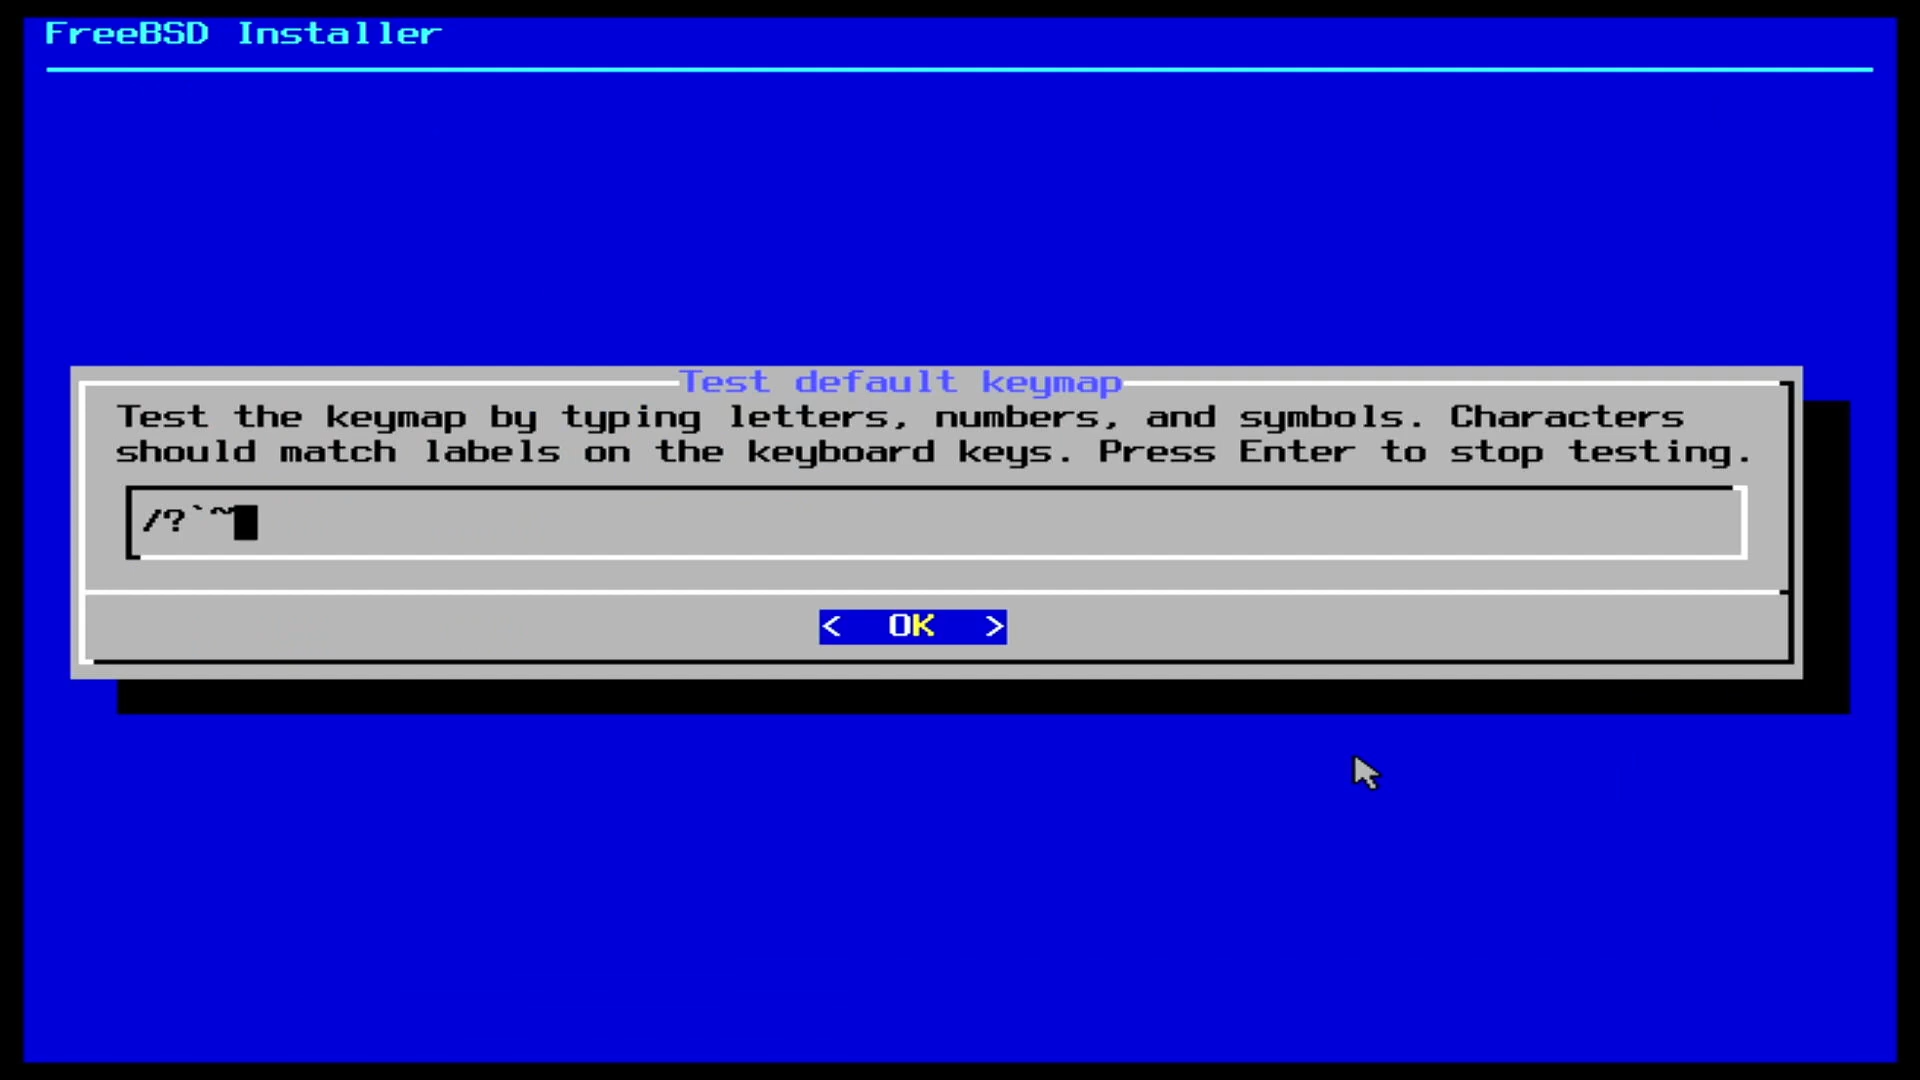 FreeBSD Installer
Test default keymap
Test the keymap by typing letters, numbers, and symbols. Characters
should match labels on the keyboard keys. Press Enter to stop testing.
/?`~
< OK >